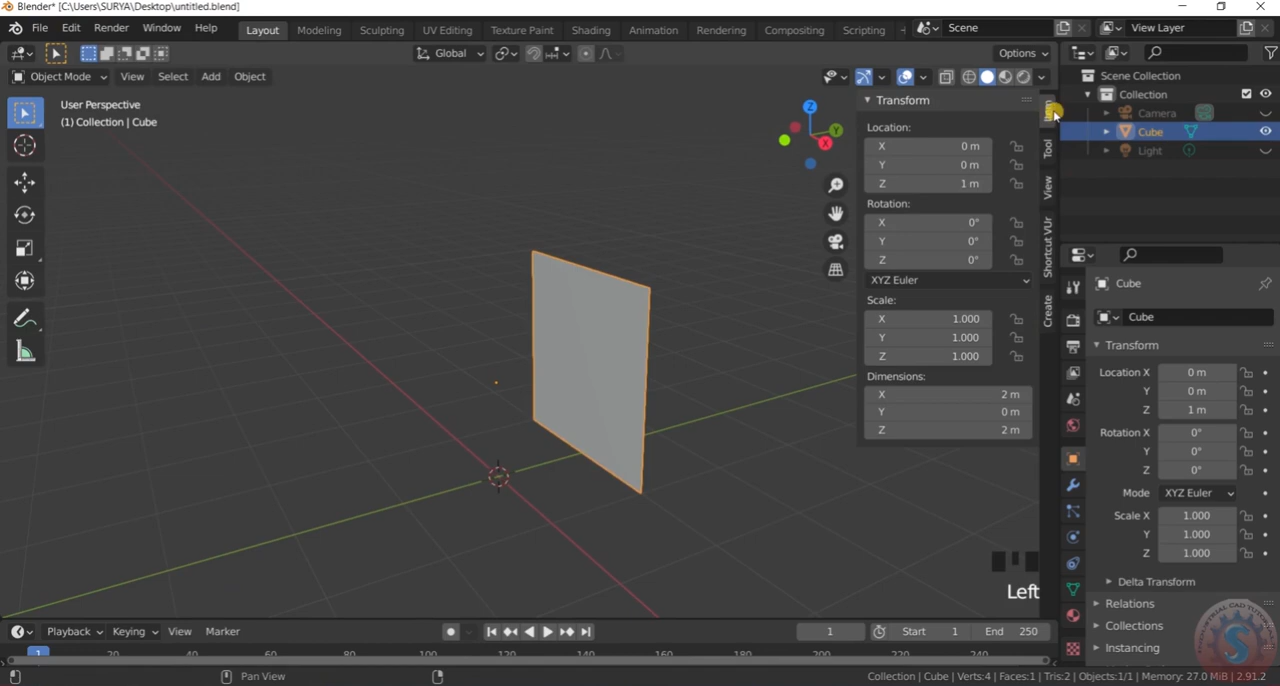 Blender* [C:\Users\SURYA\Desktop\untitled.blend]
File Edit Render Window Help Layout Modeling Sculpting UV Editing Texture Paint Shading Animation Rendering Compositing Scripting Scene View Layer
Global Options
Object Mode View Select Add Object
User Perspective
(1) Collection | Cube
Z
Y
X
Transform
Location:
X 0 m
Y 0 m
Z 1 m
Rotation:
X 0°
Y 0°
Z 0°
XYZ Euler
Scale:
X 1.000
Y 1.000
Z 1.000
Dimensions:
X 2 m
Y 0 m
Z 2 m
Tool
View
Shortcut VUr
Create
Scene Collection
Collection
Camera
Cube
Light
Cube
Cube
Transform
Location X 0 m
Y 0 m
Z 1 m
Rotation X 0°
Y 0°
Z 0°
Mode XYZ Euler
Scale X 1.000
Y 1.000
Z 1.000
Delta Transform
Relations
Collections
Instancing
Left
Playback Keying View Marker 1 Start 1 End 250
1 20 40 60 80 100 120 140 160 200 220 240
Pan View Collection | Cube | Verts:4 | Faces:1 | Tris:2 | Objects:1/1 | Memory: 27.0 MiB | 2.91.2